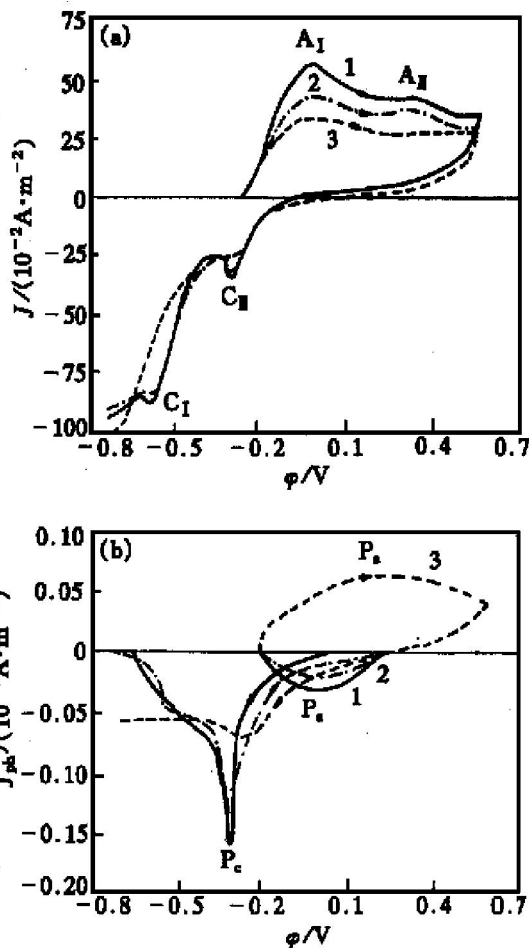 75
(a)
A_I
1
A_II
50
2
3
25
0
-25
C_II
-50
-75
C_I
-100
J/(10^-2 A·m^-2)
-0.8 -0.5 -0.2 0.1 0.4 0.7
φ/V
0.10
(b)
P_a
3
0.05
0
2
P_a
1
-0.05
-0.10
-0.15
P_c
-0.20
-0.8 -0.5 -0.2 0.1 0.4 0.7
φ/V